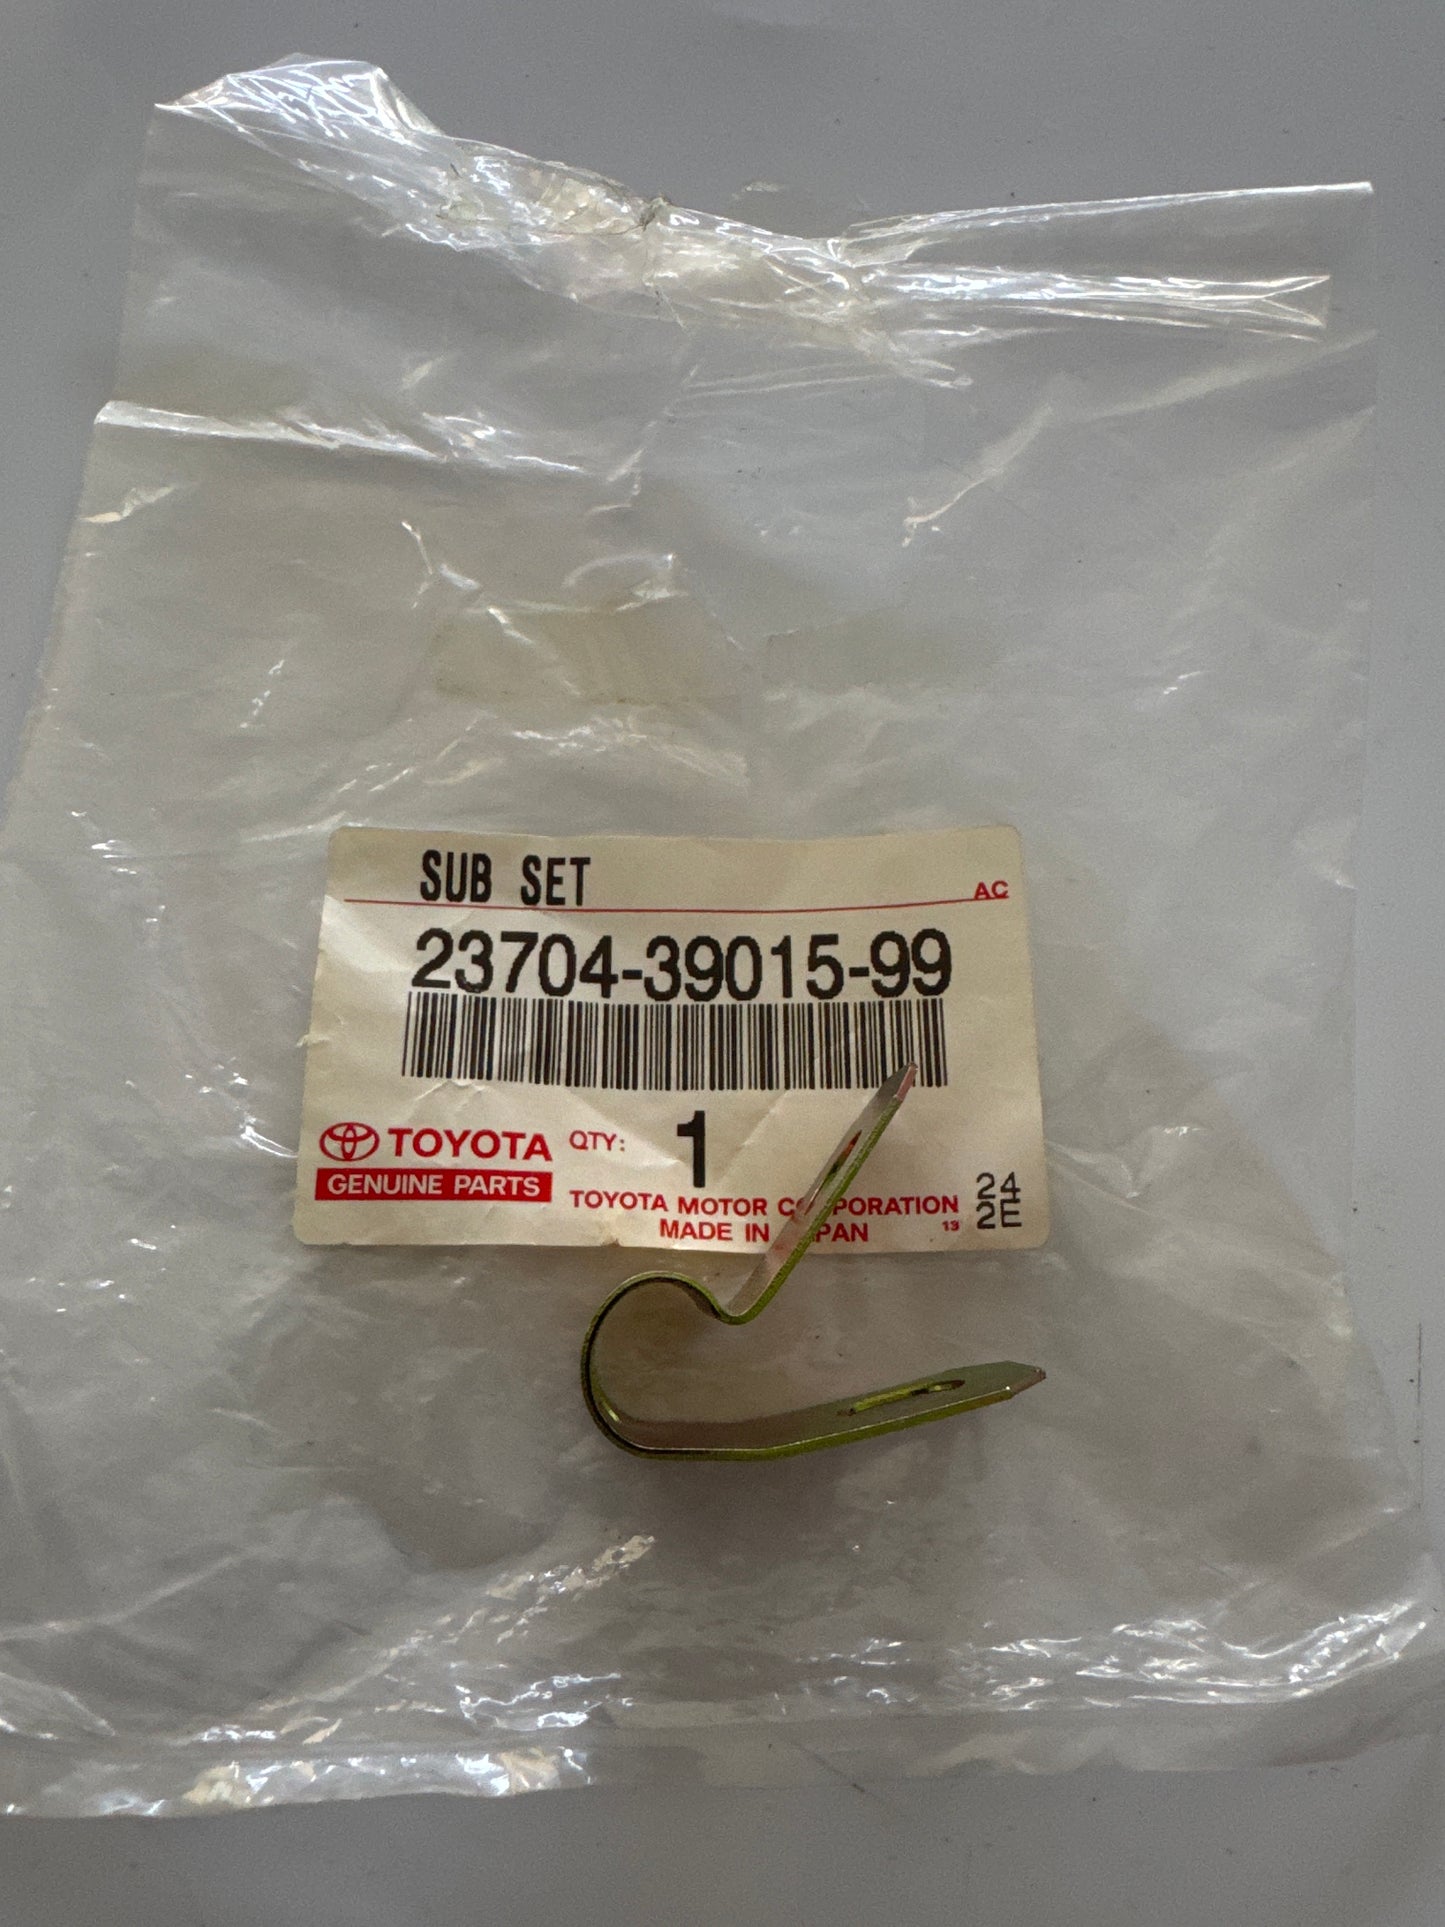 SUB SET
AC
23704-39015-99
TOYOTA QTY: 1
GENUINE PARTS
TOYOTA MOTOR CORPORATION
MADE IN JAPAN
13
24
2E